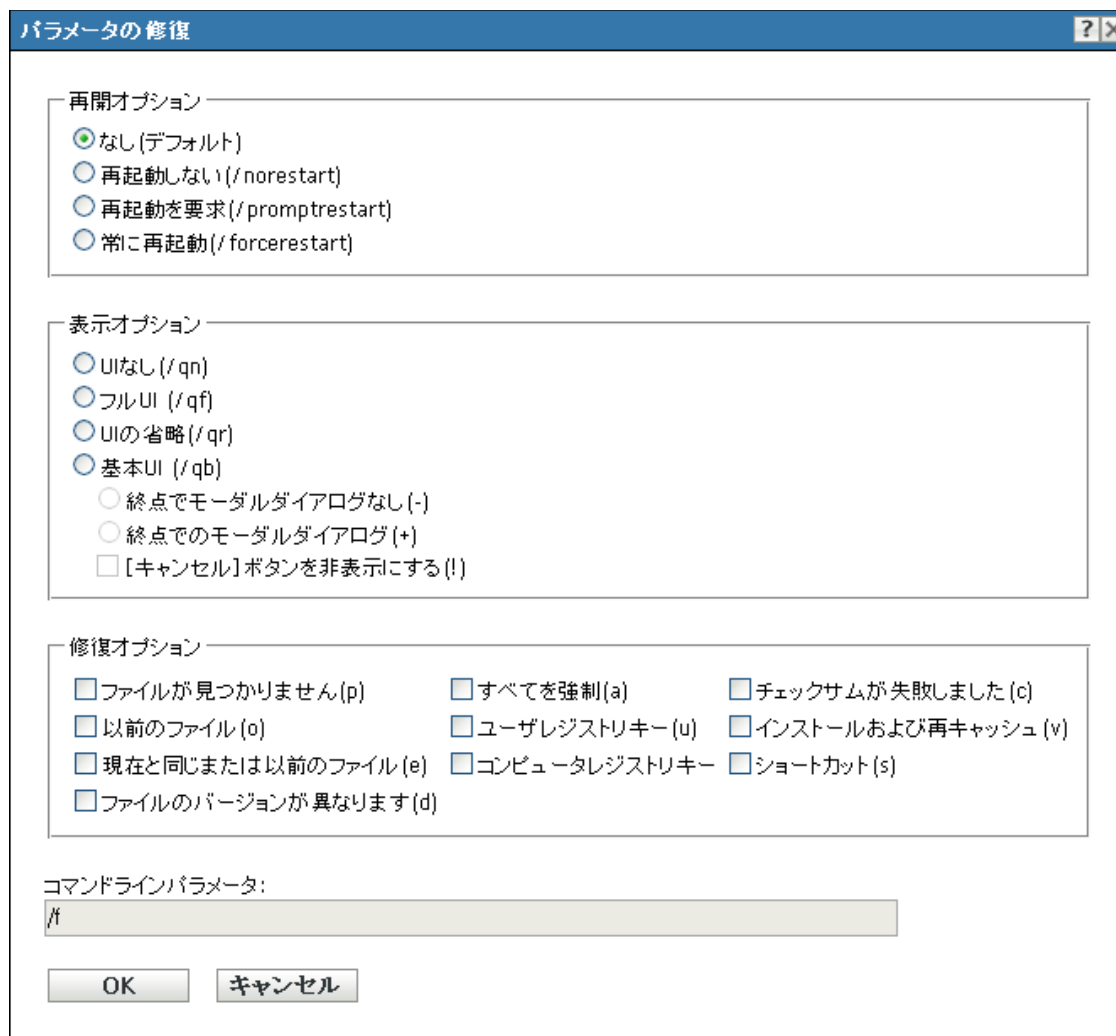 パラメータの修復
再開オプション
なし(デフォルト)
再起動しない(/norestart)
再起動を要求(/promptrestart)
常に再起動(/forcerestart)
表示オプション
UIなし(/qn)
フルUI (/qf)
UIの省略(/qr)
基本UI (/qb)
終点でモーダルダイアログなし(-)
終点でのモーダルダイアログ(+)
[キャンセル]ボタンを非表示にする(!)
修復オプション
ファイルが見つかりません(p) すべてを強制(a) チェックサムが失敗しました(c)
以前のファイル(o) ユーザレジストリキー(u) インストールおよび再キャッシュ(v)
現在と同じまたは以前のファイル(e) コンピュータレジストリキー ショートカット(s)
ファイルのバージョンが異なります(d)
コマンドラインパラメータ:
/f
OK キャンセル